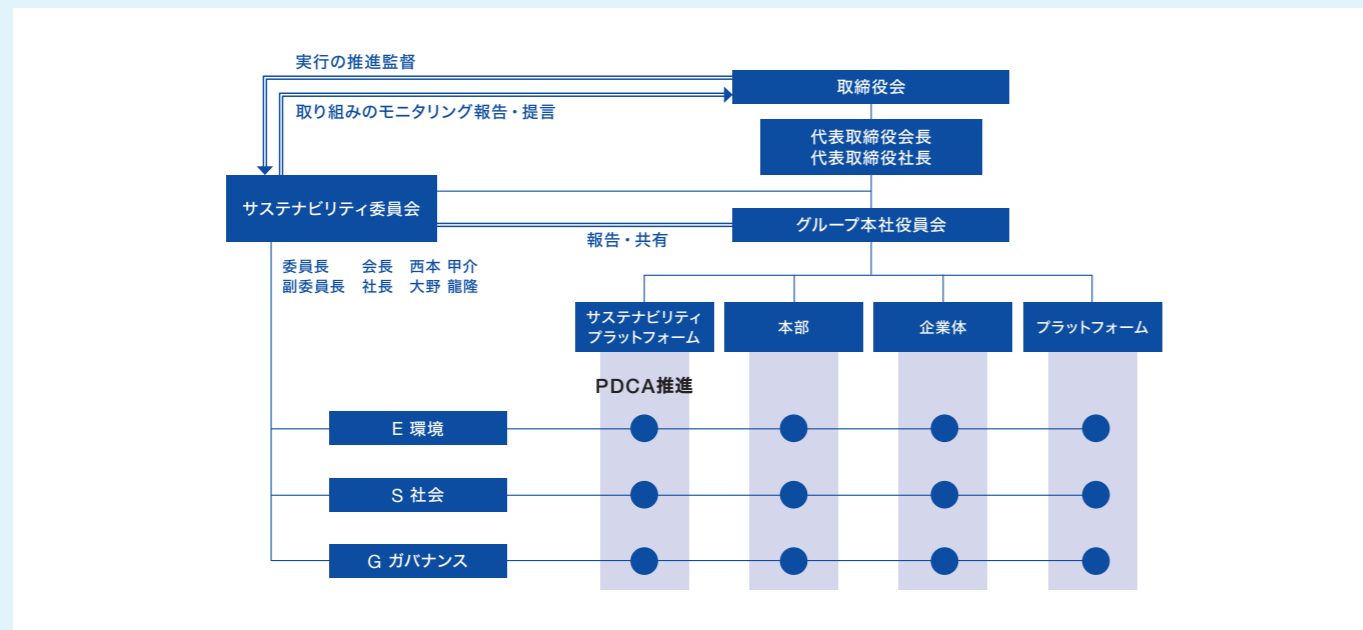 実行の推進監督
取締役会
取り組みのモニタリング報告・提言
代表取締役会長
代表取締役社長
サステナビリティ委員会
グループ本社役員会
報告・共有
委員長 会長 西本 甲介
副委員長 社長 大野 龍隆
サステナビリティ
プラットフォーム
本部
企業体
プラットフォーム
PDCA推進
E 環境
S 社会
G ガバナンス